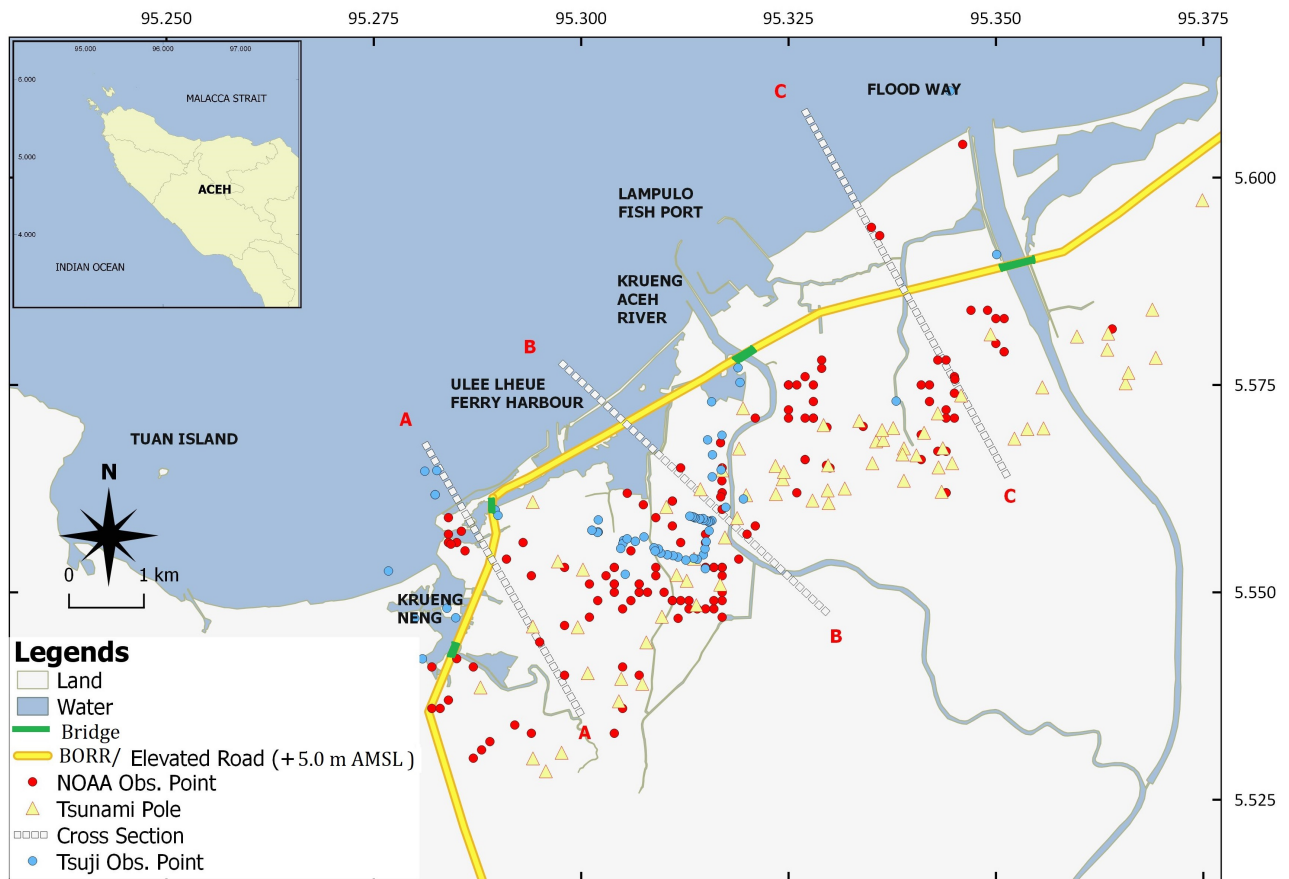 95.250 95.275 95.300 95.325 95.350 95.375
95.000 96.000 97.000
6.000
MALACCA STRAIT
5.000
ACEH
4.000
INDIAN OCEAN
C
FLOOD WAY
5.600
LAMPULO
FISH PORT
KRUENG
ACEH
RIVER
B
ULEE LHEUE
FERRY HARBOUR
5.575
A
TUAN ISLAND
N
C
0 1 km
KRUENG
NENG
5.550
B
A
5.525
Legends
Land
Water
Bridge
BORR/ Elevated Road (+5.0 m AMSL )
NOAA Obs. Point
Tsunami Pole
Cross Section
Tsuji Obs. Point